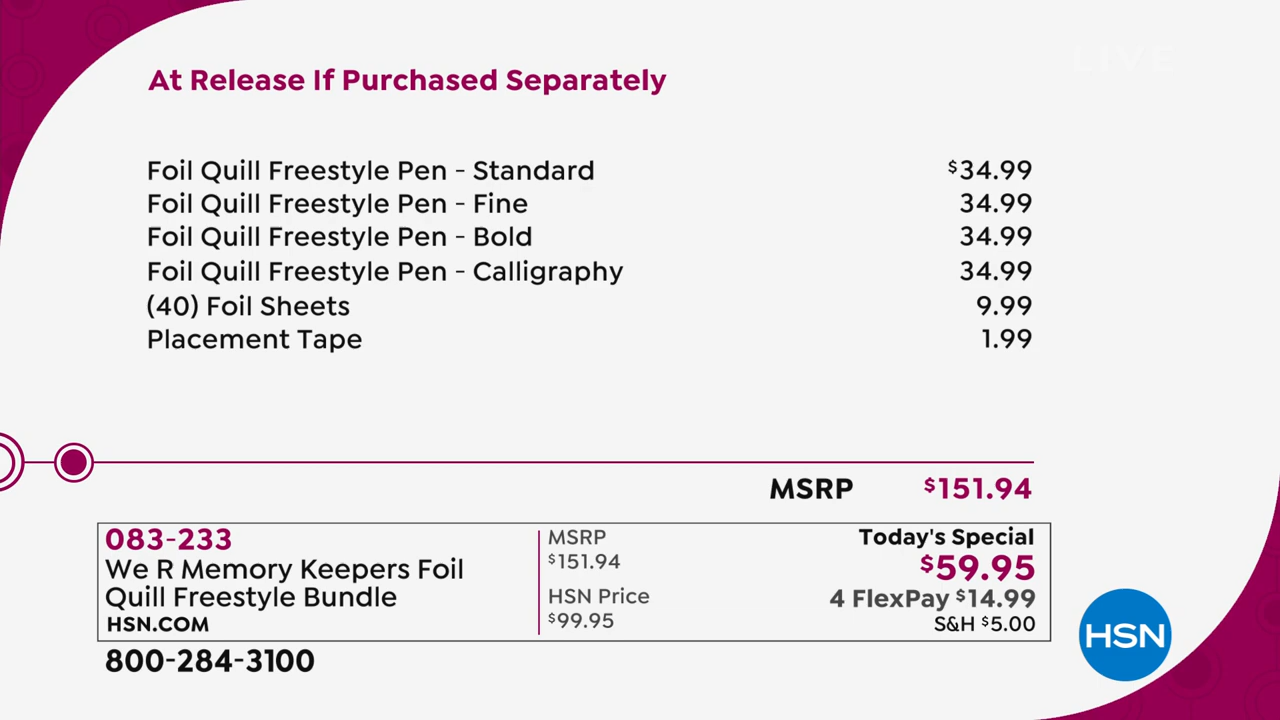 LIVE
At Release If Purchased Separately
Foil Quill Freestyle Pen - Standard $34.99
Foil Quill Freestyle Pen - Fine 34.99
Foil Quill Freestyle Pen - Bold 34.99
Foil Quill Freestyle Pen - Calligraphy 34.99
(40) Foil Sheets 9.99
Placement Tape 1.99
MSRP $151.94
083-233
We R Memory Keepers Foil
Quill Freestyle Bundle
HSN.COM
MSRP
$151.94
HSN Price
$99.95
Today's Special
$59.95
4 FlexPay $14.99
S&H $5.00
HSN
800-284-3100